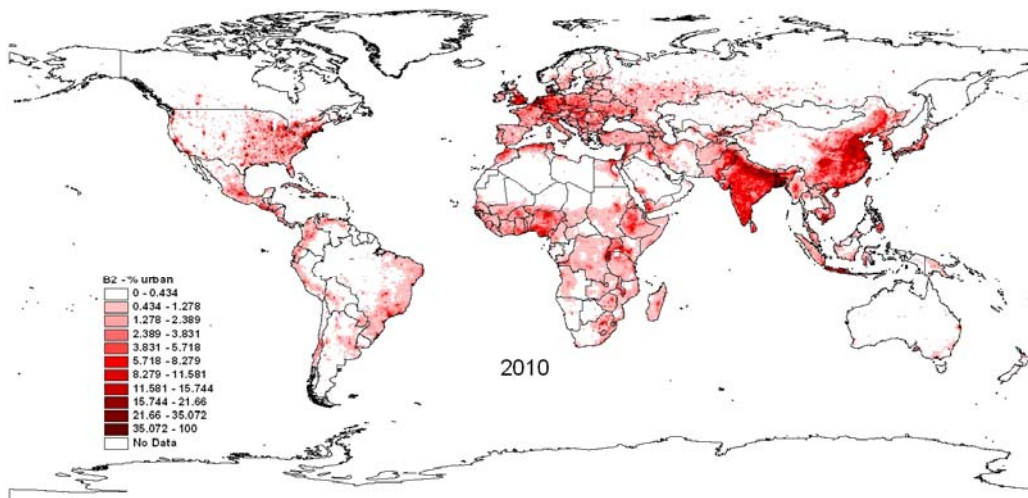 B2 - % urban
0 - 0.434
0.434 - 1.278
1.278 - 2.389
2.389 - 3.831
3.831 - 5.718
5.718 - 8.279
8.279 - 11.581
11.581 - 15.744
15.744 - 21.66
21.66 - 35.072
35.072 - 100
No Data
2010